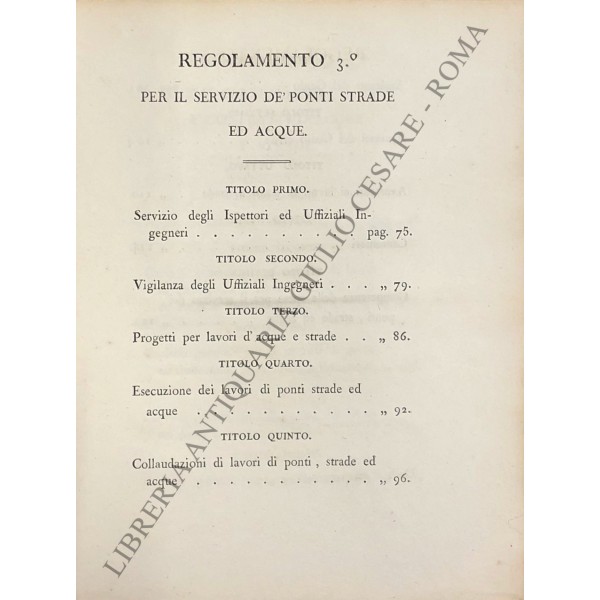 REGOLAMENTO 3.º
PER IL SERVIZIO DE' PONTI STRADE
ED ACQUE.
TITOLO PRIMO.
Servizio degli Ispettori ed Uffiziali In-
gegneri . . . . . . . . . . . pag. 75.
TITOLO SECONDO.
Vigilanza degli Uffiziali Ingegneri . . . „ 79.
TITOLO TERZO.
Progetti per lavori d'acque e strade . . „ 86.
TITOLO QUARTO.
Esecuzione dei lavori di ponti strade ed
acque . . . . . . . . . . . . „ 92.
TITOLO QUINTO.
Collaudazioni di lavori di ponti, strade ed
acque . . . . . . . . . . . . „ 96.
LIBRERIA ANTIQUARIA GIULIO CESARE - ROMA